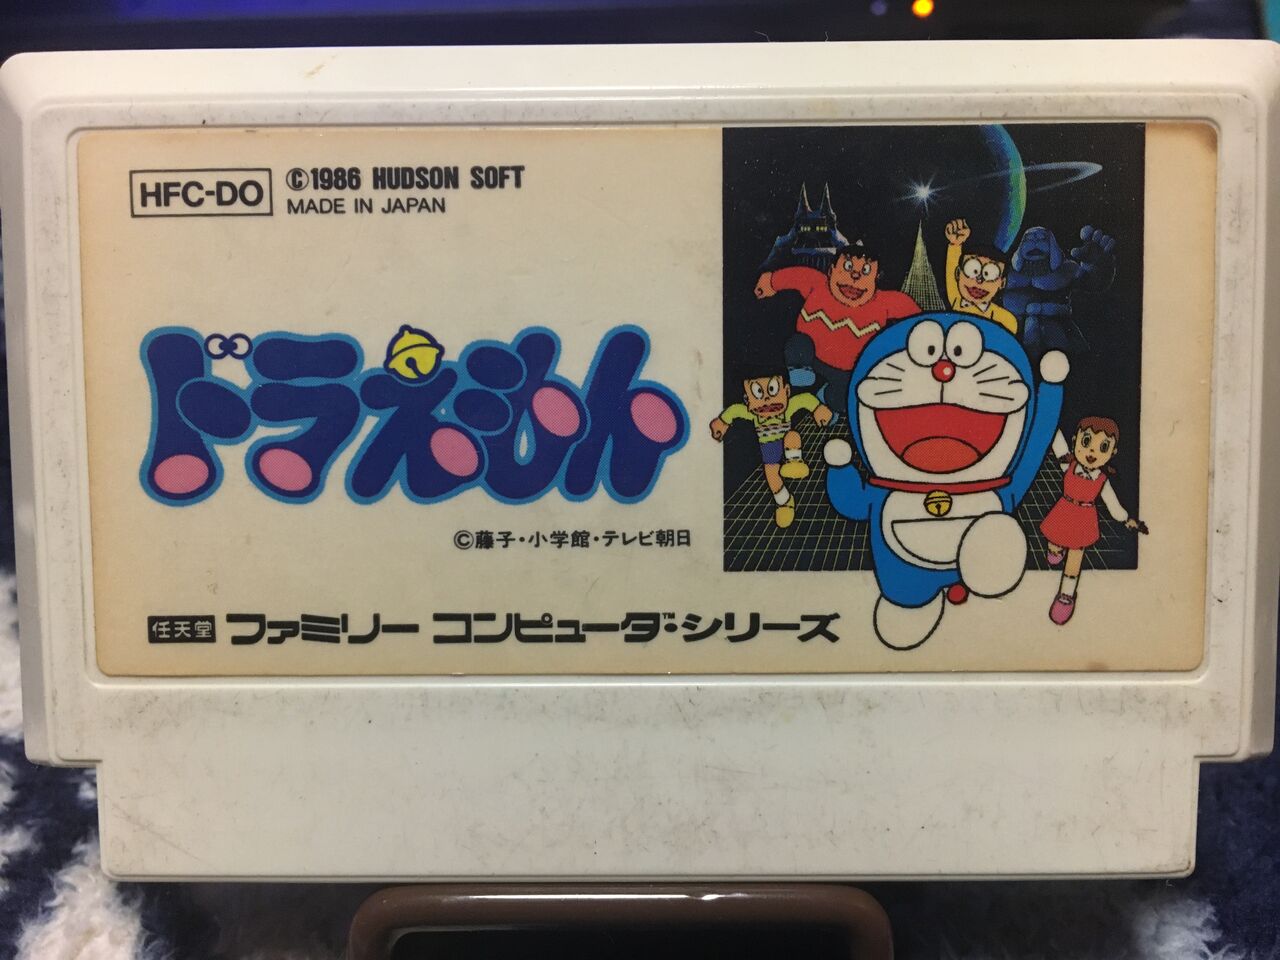 HFC-DO
©1986 HUDSON SOFT
MADE IN JAPAN
ドラえもん
©藤子・小学館・テレビ朝日
任天堂 ファミリー コンピュータ™・シリーズ